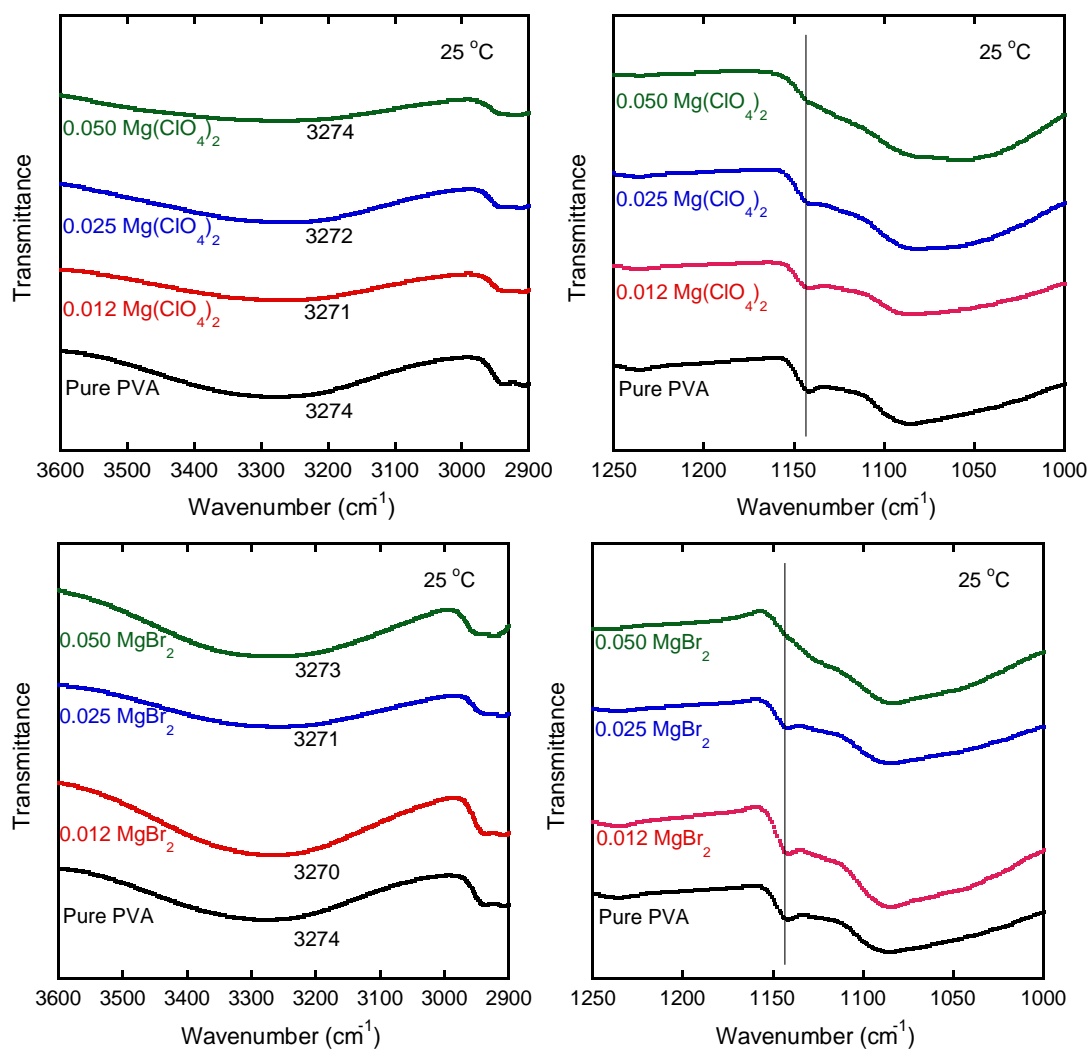 25 °C
0.050 Mg(ClO₄)₂
3274
0.025 Mg(ClO₄)₂
3272
0.012 Mg(ClO₄)₂
3271
Pure PVA
3274
Transmittance
3600 3500 3400 3300 3200 3100 3000 2900
Wavenumber (cm⁻¹)
25 °C
0.050 Mg(ClO₄)₂
0.025 Mg(ClO₄)₂
0.012 Mg(ClO₄)₂
Pure PVA
Transmittance
1250 1200 1150 1100 1050 1000
Wavenumber (cm⁻¹)
25 °C
0.050 MgBr₂
3273
0.025 MgBr₂
3271
0.012 MgBr₂
3270
Pure PVA
3274
Transmittance
3600 3500 3400 3300 3200 3100 3000 2900
Wavenumber (cm⁻¹)
25 °C
0.050 MgBr₂
0.025 MgBr₂
0.012 MgBr₂
Pure PVA
Transmittance
1250 1200 1150 1100 1050 1000
Wavenumber (cm⁻¹)